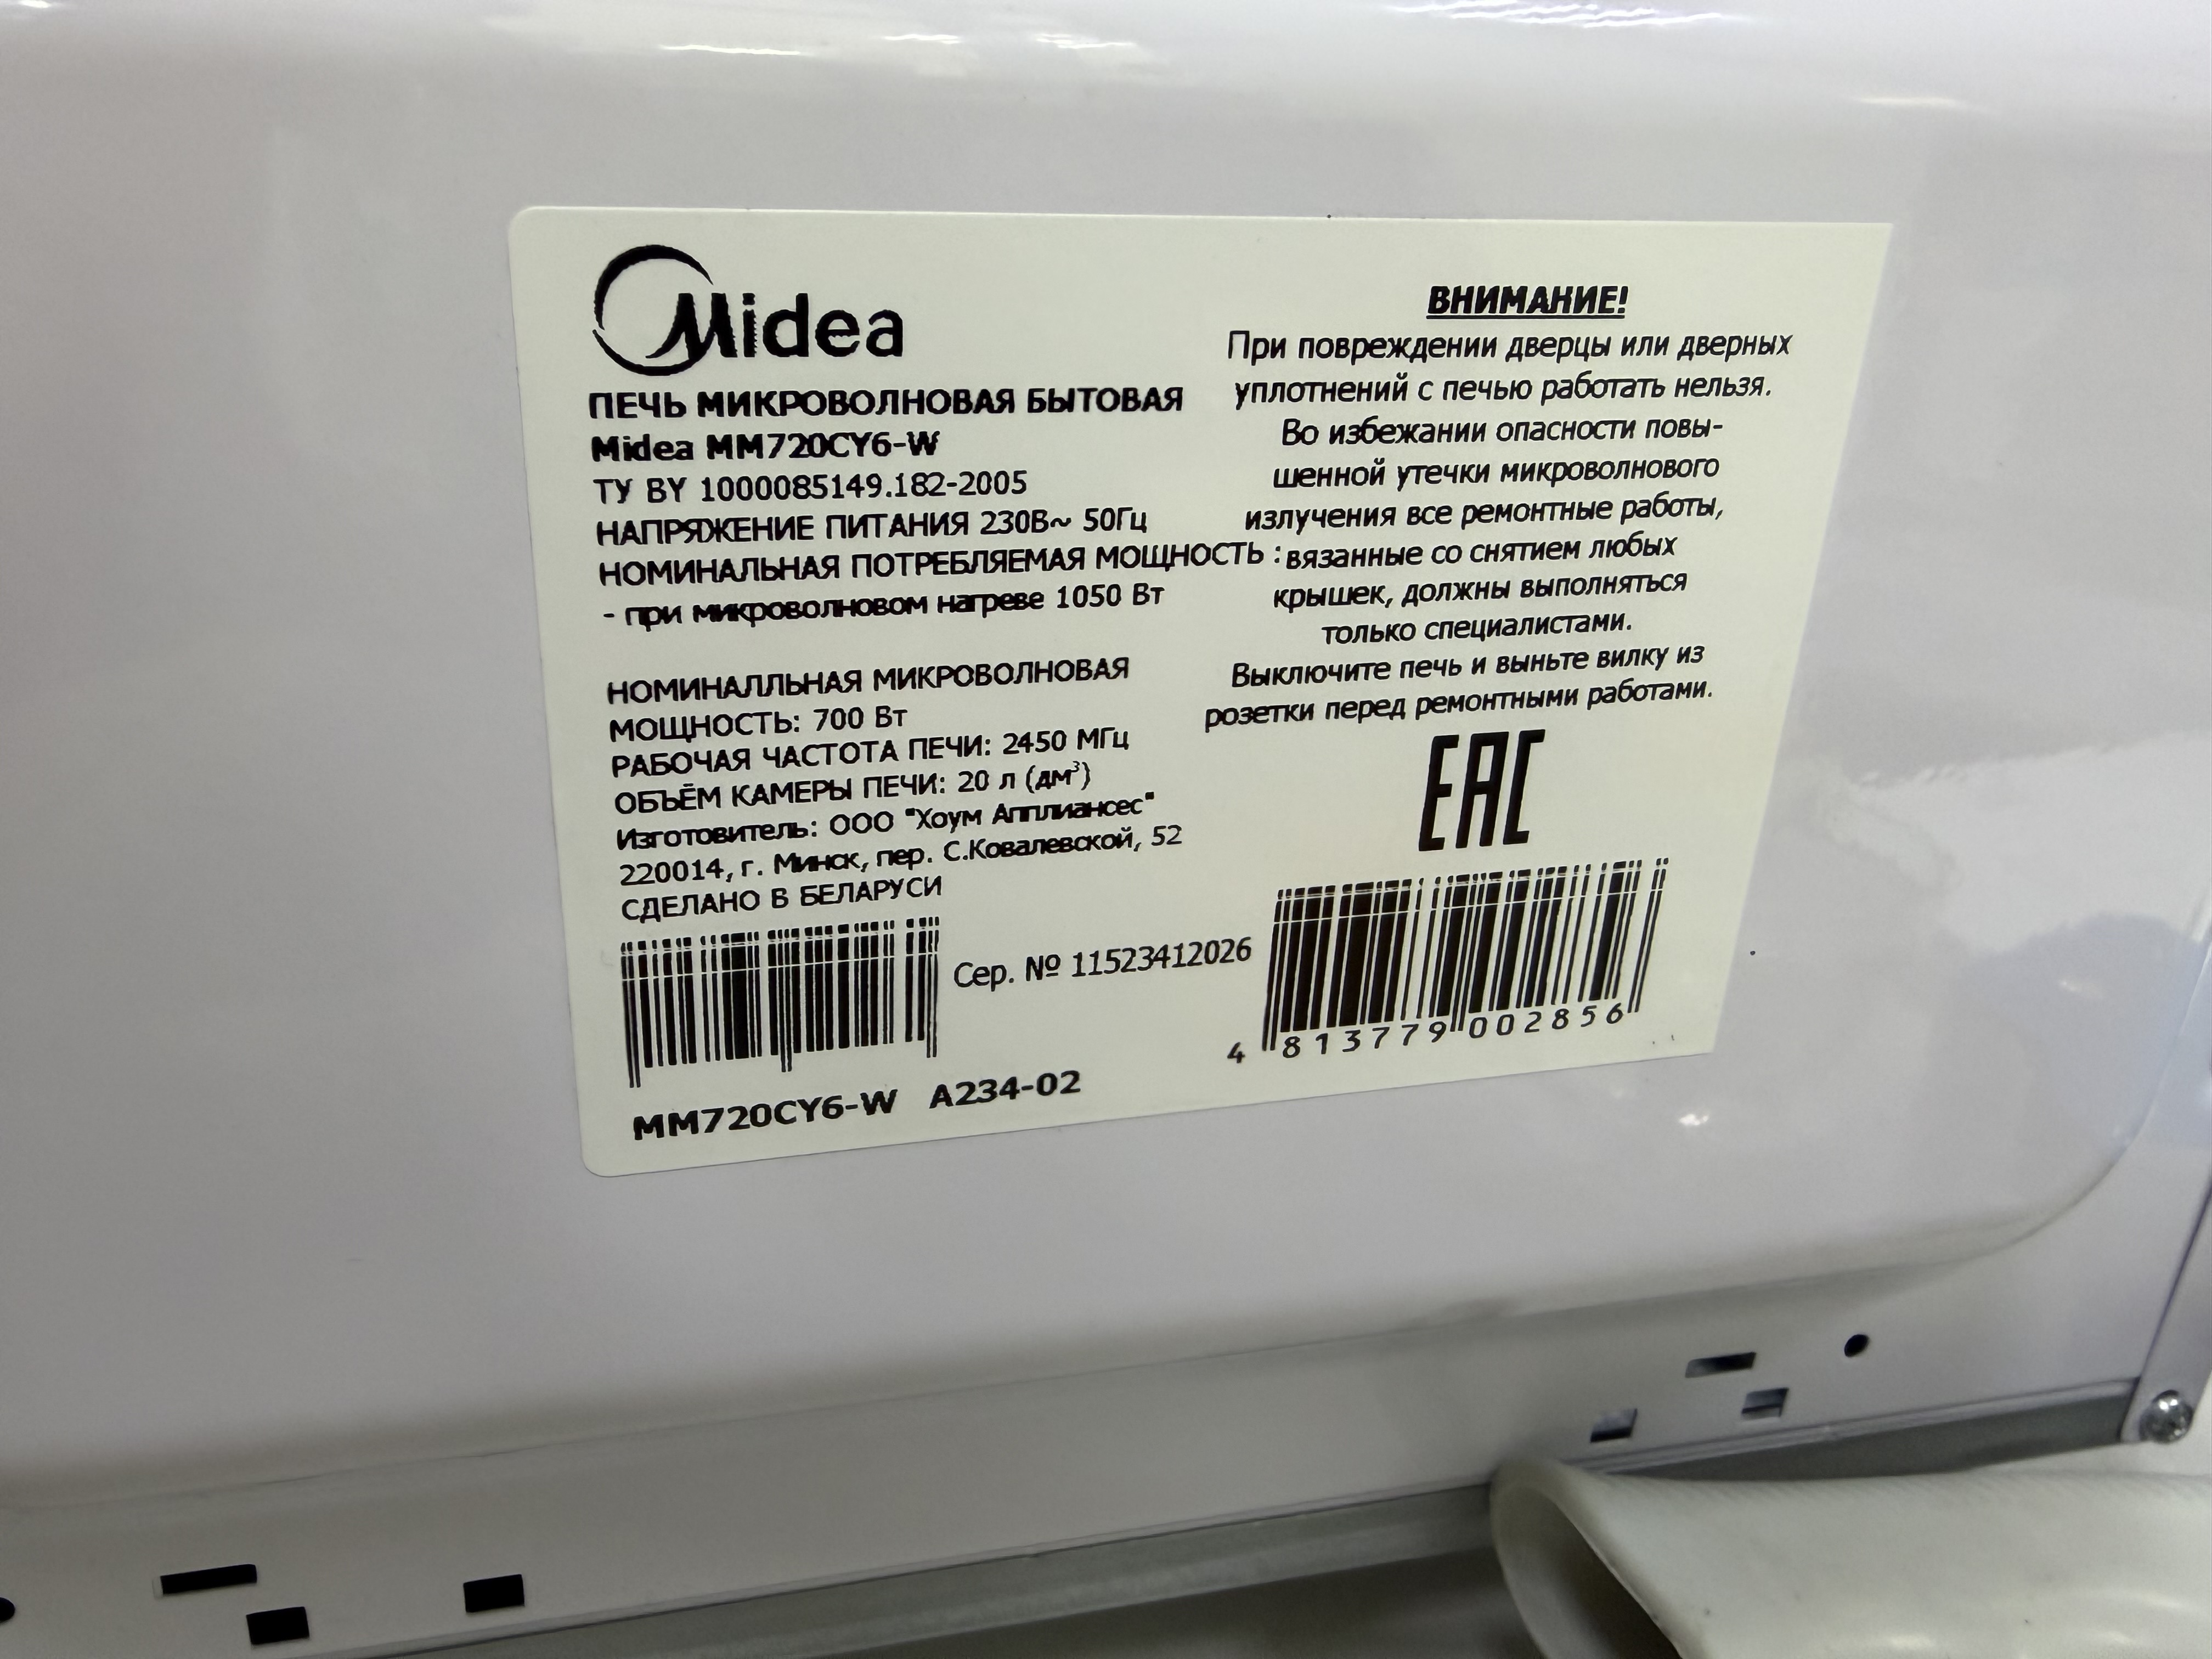 Midea
ПЕЧЬ МИКРОВОЛНОВАЯ БЫТОВАЯ
Midea MM720CY6-W
ТУ BY 1000085149.182-2005
НАПРЯЖЕНИЕ ПИТАНИЯ 230В~ 50Гц
НОМИНАЛЬНАЯ ПОТРЕБЛЯЕМАЯ МОЩНОСТЬ :
- при микроволновом нагреве 1050 Вт
НОМИНАЛЛЬНАЯ МИКРОВОЛНОВАЯ
МОЩНОСТЬ: 700 Вт
РАБОЧАЯ ЧАСТОТА ПЕЧИ: 2450 МГц
ОБЪЁМ КАМЕРЫ ПЕЧИ: 20 л (дм³)
Изготовитель: ООО "Хоум Апплиансес"
220014, г. Минск, пер. С.Ковалевской, 52
СДЕЛАНО В БЕЛАРУСИ
Сер. № 11523412026
MM720CY6-W A234-02
ВНИМАНИЕ!
При повреждении дверцы или дверных
уплотнений с печью работать нельзя.
Во избежании опасности повы-
шенной утечки микроволнового
излучения все ремонтные работы,
вязанные со снятием любых
крышек, должны выполняться
только специалистами.
Выключите печь и выньте вилку из
розетки перед ремонтными работами.
EAC
4 813779 002856